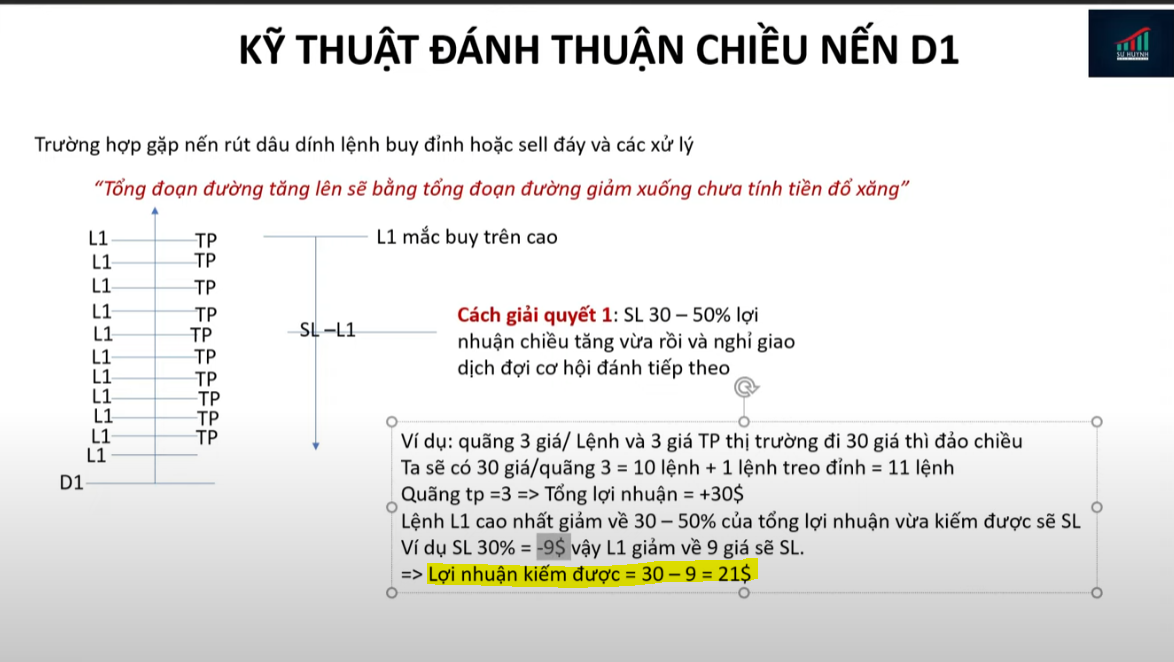 KỸ THUẬT ĐÁNH THUẬN CHIỀU NẾN D1
SU HUYNH
Trường hợp gặp nến rút dâu dính lệnh buy đỉnh hoặc sell đáy và các xử lý
“Tổng đoạn đường tăng lên sẽ bằng tổng đoạn đường giảm xuống chưa tính tiền đổ xăng”
L1 TP
L1 TP
L1 TP
L1 TP
L1 TP
L1 TP
L1 TP
L1 TP
L1 TP
L1 TP
L1
D1
L1 mắc buy trên cao
SL –L1
Cách giải quyết 1: SL 30 – 50% lợi
nhuận chiều tăng vừa rồi và nghỉ giao
dịch đợi cơ hội đánh tiếp theo
Ví dụ: quãng 3 giá/ Lệnh và 3 giá TP thị trường đi 30 giá thì đảo chiều
Ta sẽ có 30 giá/quãng 3 = 10 lệnh + 1 lệnh treo đỉnh = 11 lệnh
Quãng tp =3 => Tổng lợi nhuận = +30$
Lệnh L1 cao nhất giảm về 30 – 50% của tổng lợi nhuận vừa kiếm được sẽ SL
Ví dụ SL 30% = -9$ vậy L1 giảm về 9 giá sẽ SL.
=> Lợi nhuận kiếm được = 30 – 9 = 21$